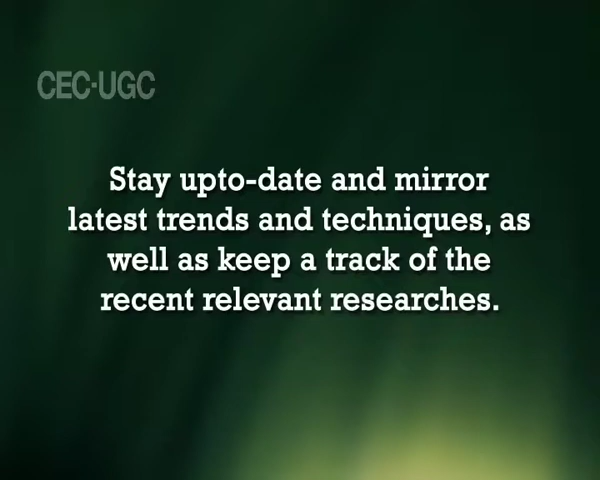 CEC-UGC
Stay upto-date and mirror
latest trends and techniques, as
well as keep a track of the
recent relevant researches.